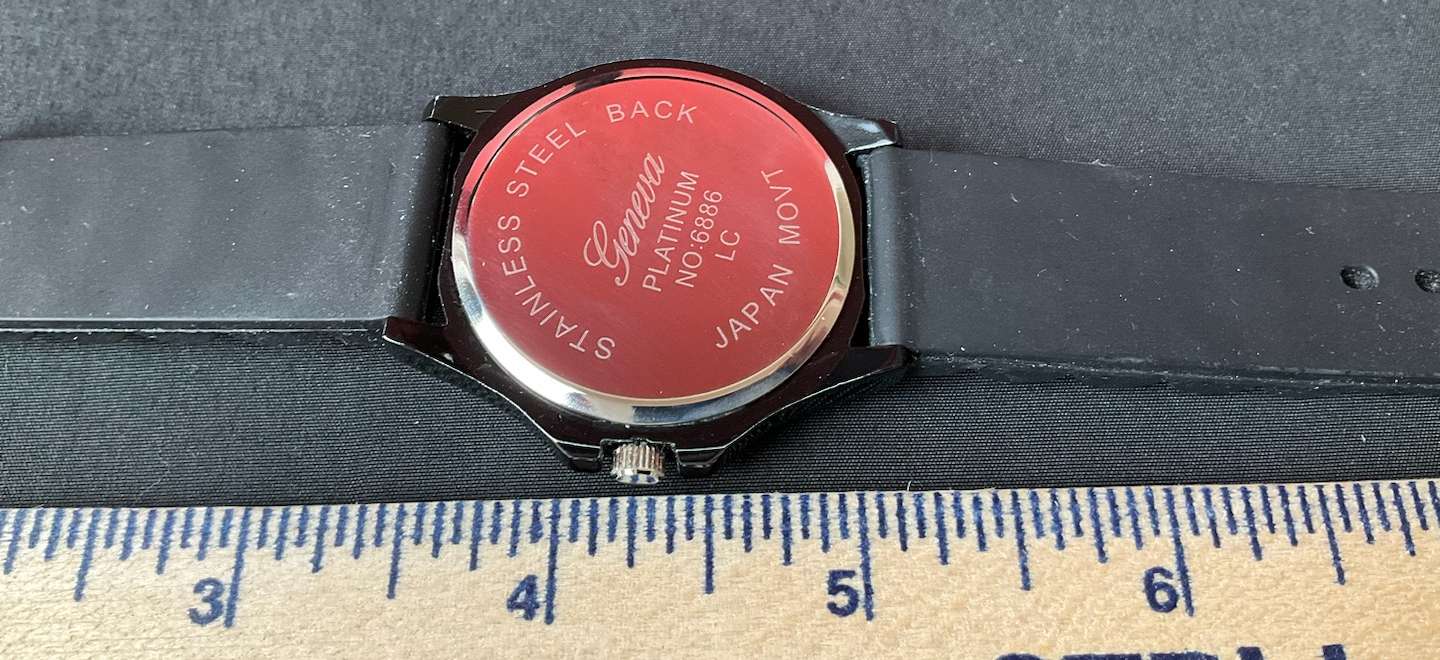 STAINLESS STEEL BACK
Geneva
PLATINUM
NO:6886
LC
JAPAN MOVT
3 4 5 6